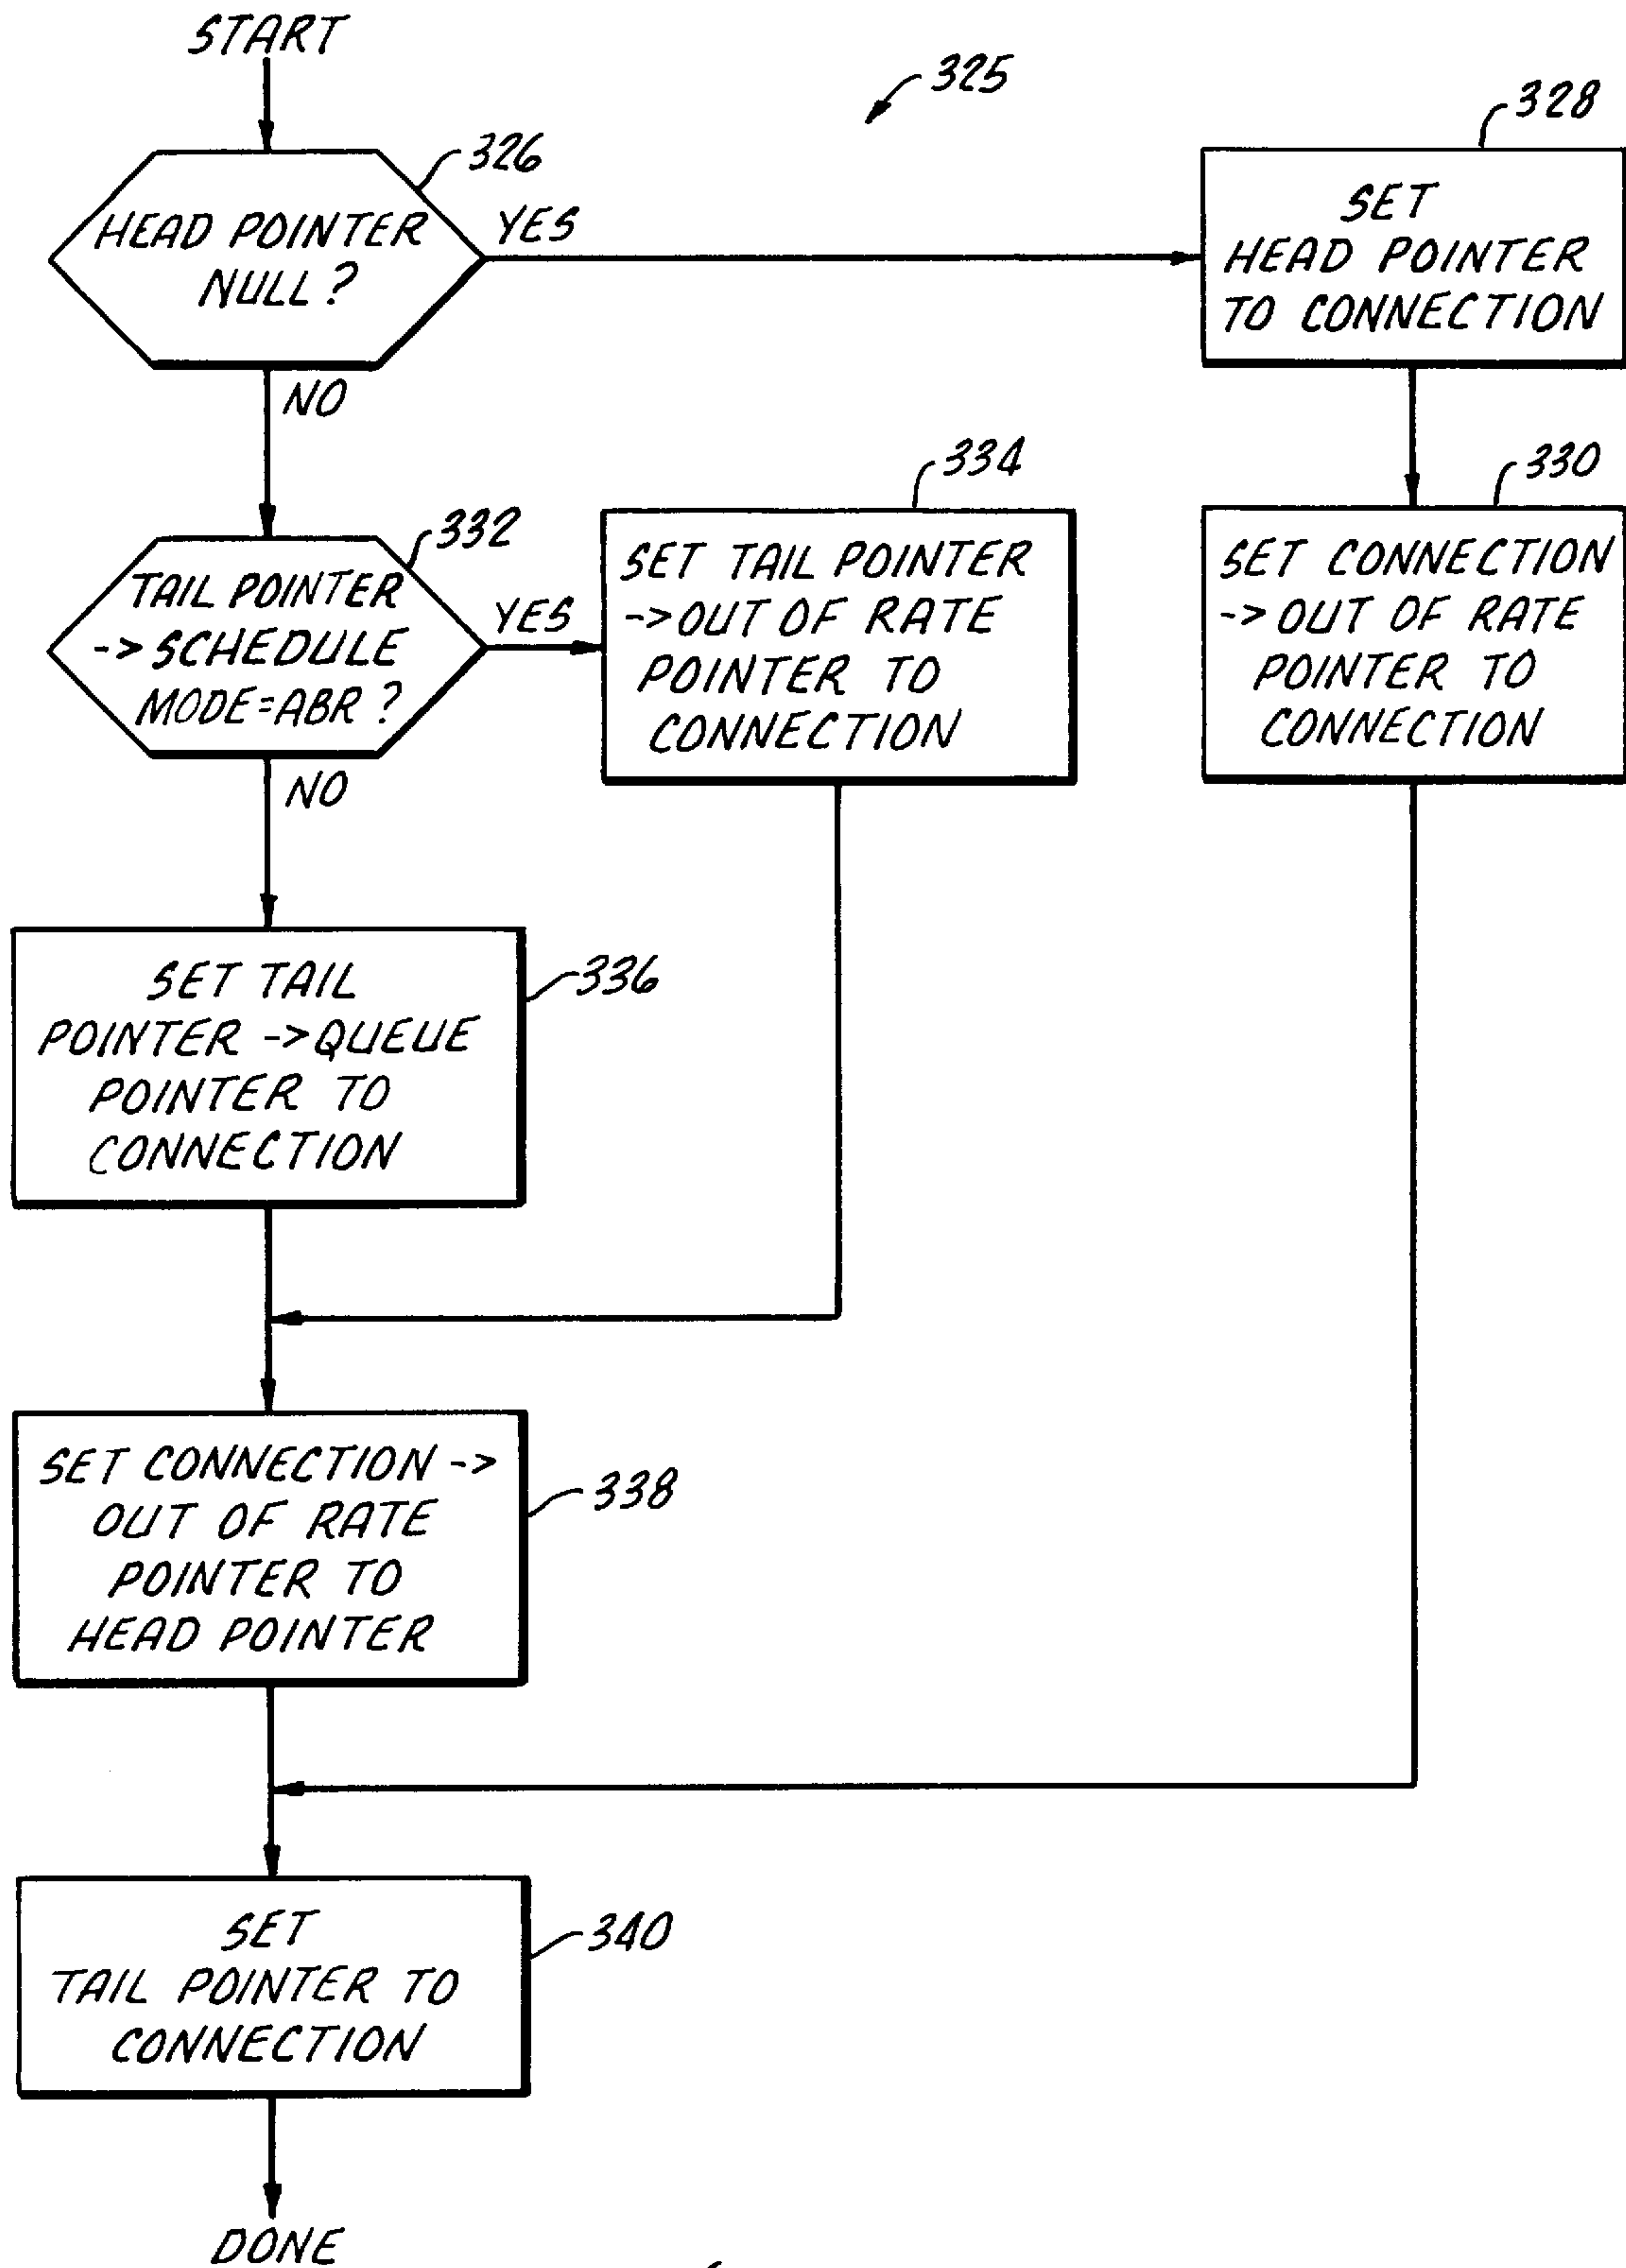 START
325
326
HEAD POINTER
NULL?
YES
NO
328
SET
HEAD POINTER
TO CONNECTION
330
SET CONNECTION
->OUT OF RATE
POINTER TO
CONNECTION
332
TAIL POINTER
->SCHEDULE
MODE=ABR?
YES
NO
334
SET TAIL POINTER
->OUT OF RATE
POINTER TO
CONNECTION
336
SET TAIL
POINTER ->QUEUE
POINTER TO
CONNECTION
338
SET CONNECTION ->
OUT OF RATE
POINTER TO
HEAD POINTER
340
SET
TAIL POINTER TO
CONNECTION
DONE